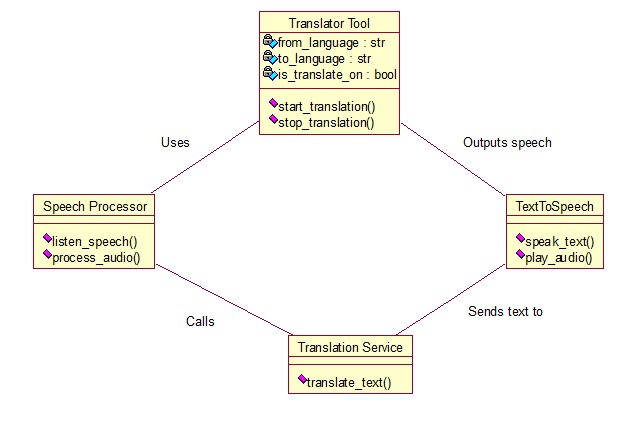 Translator Tool
from_language : str
to_language : str
is_translate_on : bool
start_translation()
stop_translation()
Uses
Outputs speech
Speech Processor
listen_speech()
process_audio()
TextToSpeech
speak_text()
play_audio()
Calls
Sends text to
Translation Service
translate_text()